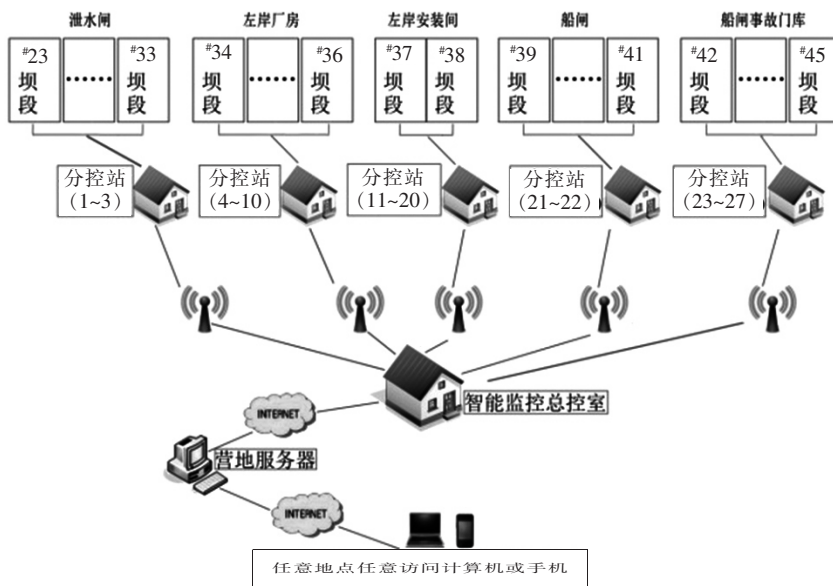 泄水闸
左岸厂房
左岸安装间
船闸
船闸事故门库
#23 坝段
······
#33 坝段
#34 坝段
······
#36 坝段
#37 坝段
#38 坝段
#39 坝段
······
#41 坝段
#42 坝段
······
#45 坝段
分控站
(1~3)
分控站
(4~10)
分控站
(11~20)
分控站
(21~22)
分控站
(23~27)
智能监控总控室
INTERNET
营地服务器
INTERNET
任意地点任意访问计算机或手机